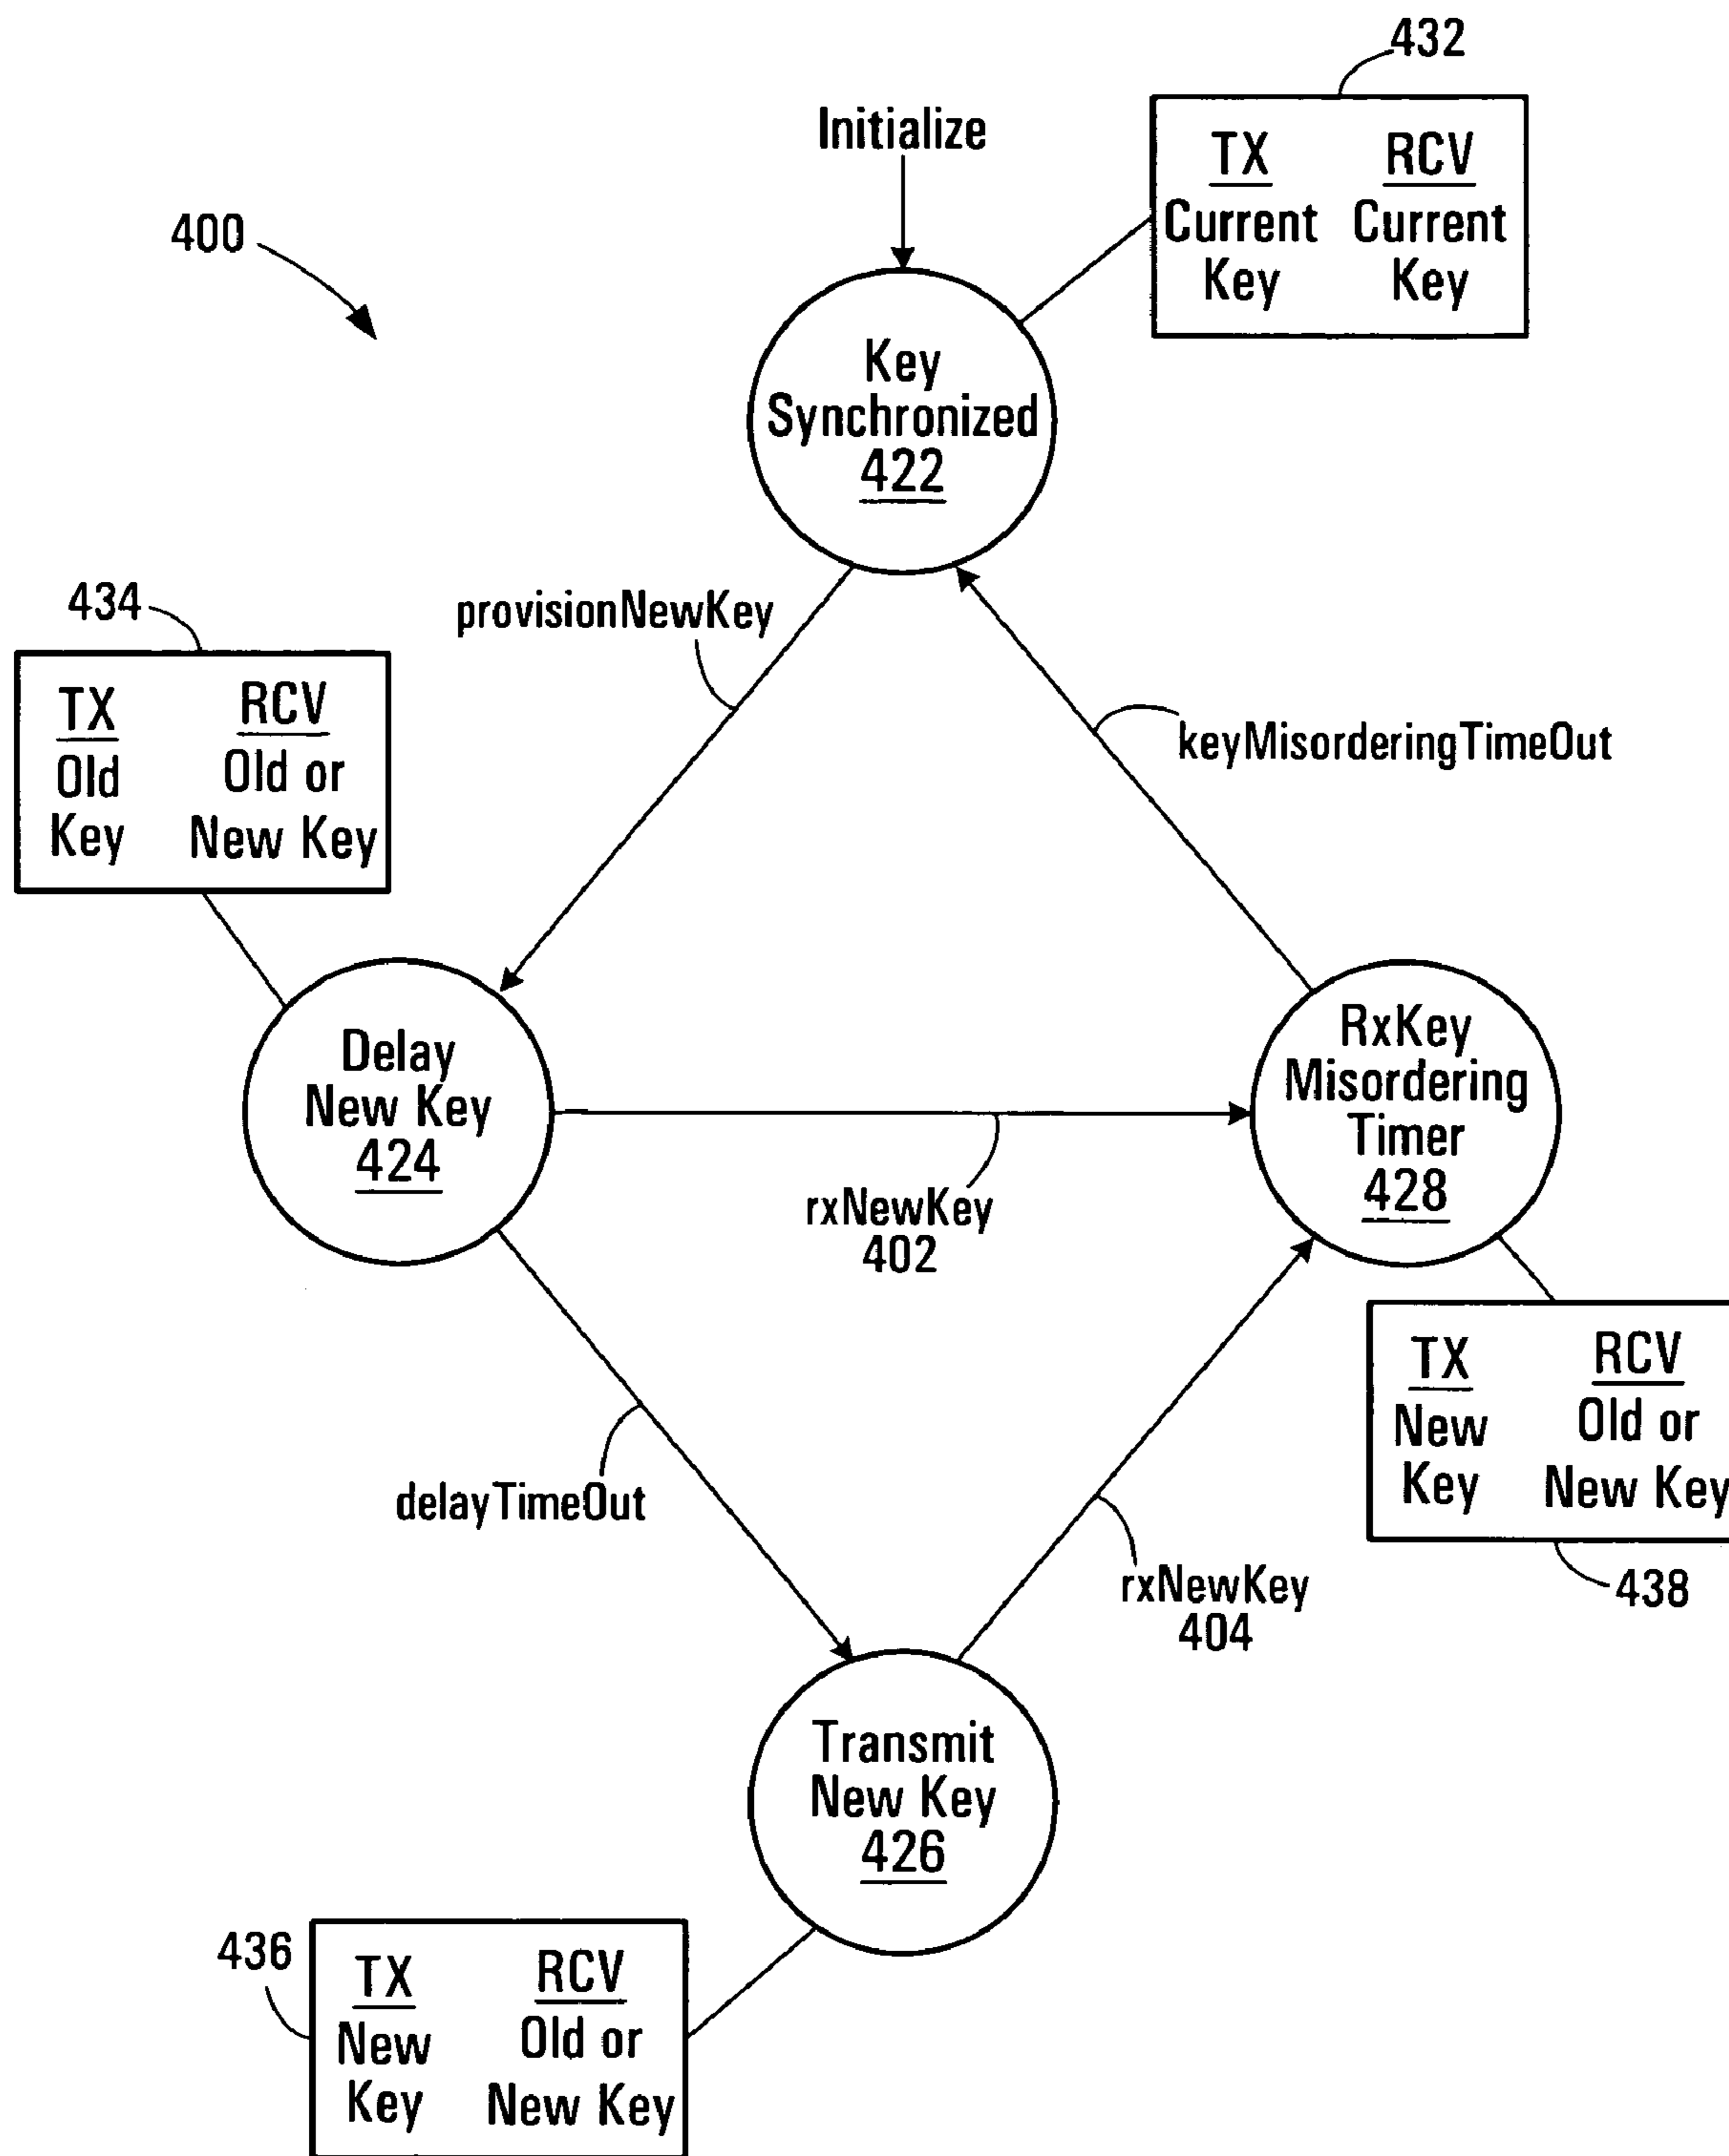 432
Initialize
TX RCV
Current Current
Key Key
400
Key
Synchronized
422
434
provisionNewKey
TX RCV
Old Old or
Key New Key
keyMisorderingTimeOut
Delay
New Key
424
RxKey
Misordering
Timer
428
rxNewKey
402
TX RCV
New Old or
Key New Key
delayTimeOut
rxNewKey
404
438
Transmit
New Key
426
436
TX RCV
New Old or
Key New Key